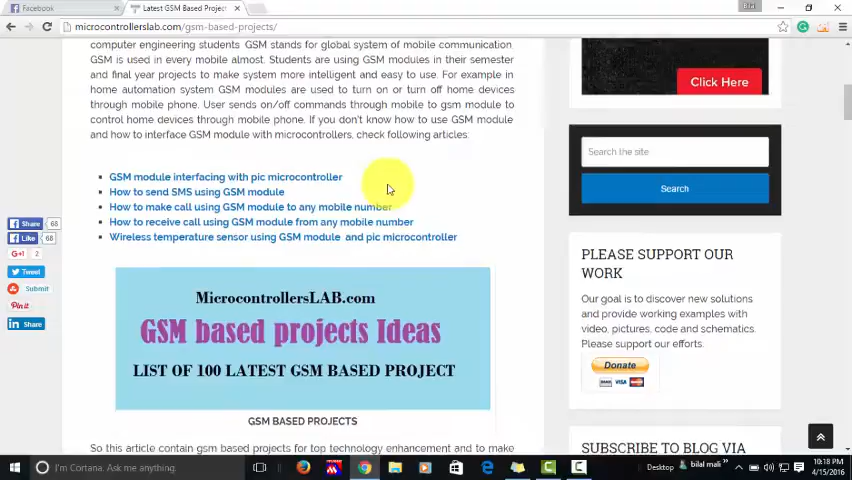 Facebook
Latest GSM Based Project
Bilal
microcontrollerslab.com/gsm-based-projects/
computer engineering students GSM stands for global system of mobile communication.
GSM is used in every mobile almost. Students are using GSM modules in their semester
and final year projects to make system more intelligent and easy to use. For example in
home automation system GSM modules are used to turn on or turn off home devices
through mobile phone. User sends on/off commands through mobile to gsm module to
control home devices through mobile phone. If you don't know how to use GSM module
and how to interface GSM module with microcontrollers, check following articles:
GSM module interfacing with pic microcontroller
How to send SMS using GSM module
How to make call using GSM module to any mobile number
How to receive call using GSM module from any mobile number
Wireless temperature sensor using GSM module and pic microcontroller
Share 68
Like 68
G+1 2
Tweet
Submit
Pin it
in Share
MicrocontrollersLAB.com
GSM based projects Ideas
LIST OF 100 LATEST GSM BASED PROJECT
GSM BASED PROJECTS
So this article contain gsm based projects for top technology enhancement and to make
Click Here
Search the site
Search
PLEASE SUPPORT OUR
WORK
Our goal is to discover new solutions
and provide working examples with
video, pictures, code and schematics.
Please support our efforts.
Donate
VISA
SUBSCRIBE TO BLOG VIA
I'm Cortana. Ask me anything.
Desktop
bilal mali
10:18 PM
4/15/2016